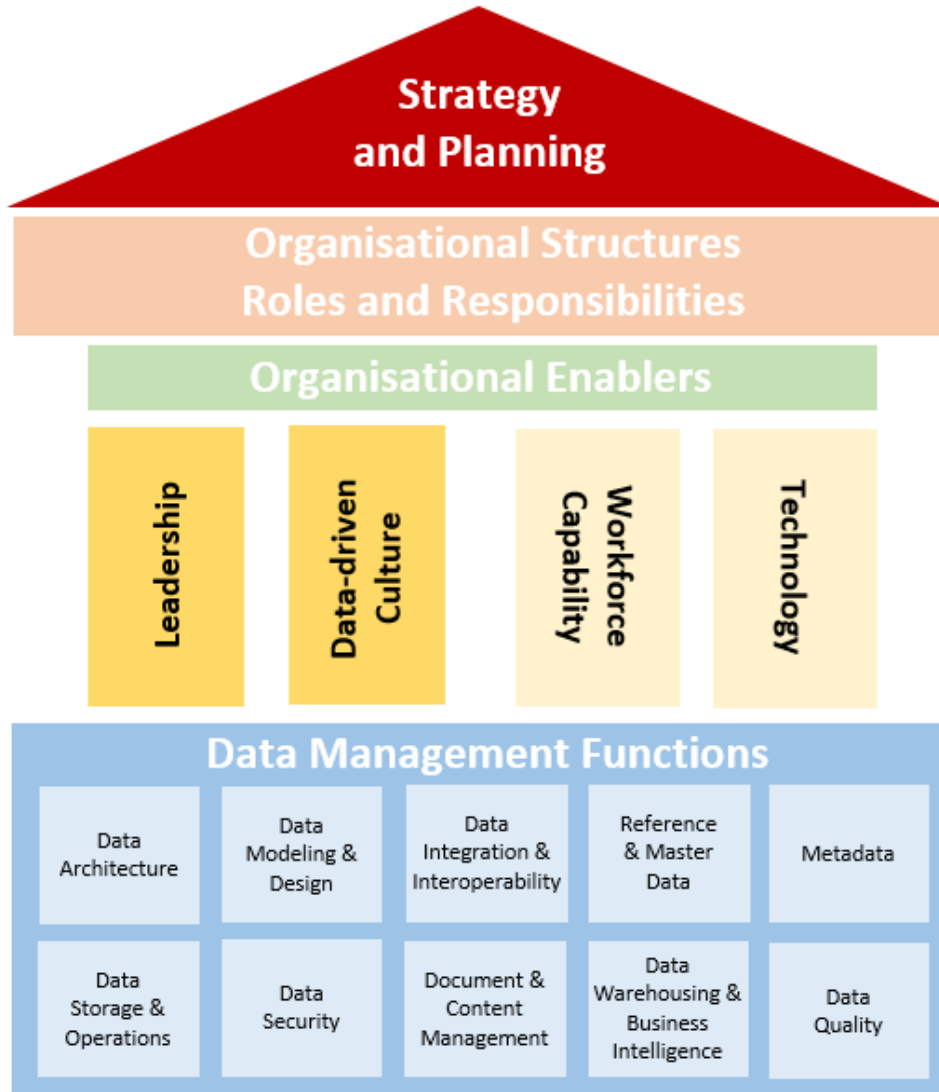 Strategy
and Planning
Organisational Structures
Roles and Responsibilities
Organisational Enablers
Leadership
Data-driven
Culture
Workforce
Capability
Technology
Data Management Functions
Data
Architecture
Data
Modeling &
Design
Data
Integration &
Interoperability
Reference
& Master
Data
Metadata
Data
Storage &
Operations
Data
Security
Document &
Content
Management
Data
Warehousing &
Business
Intelligence
Data
Quality